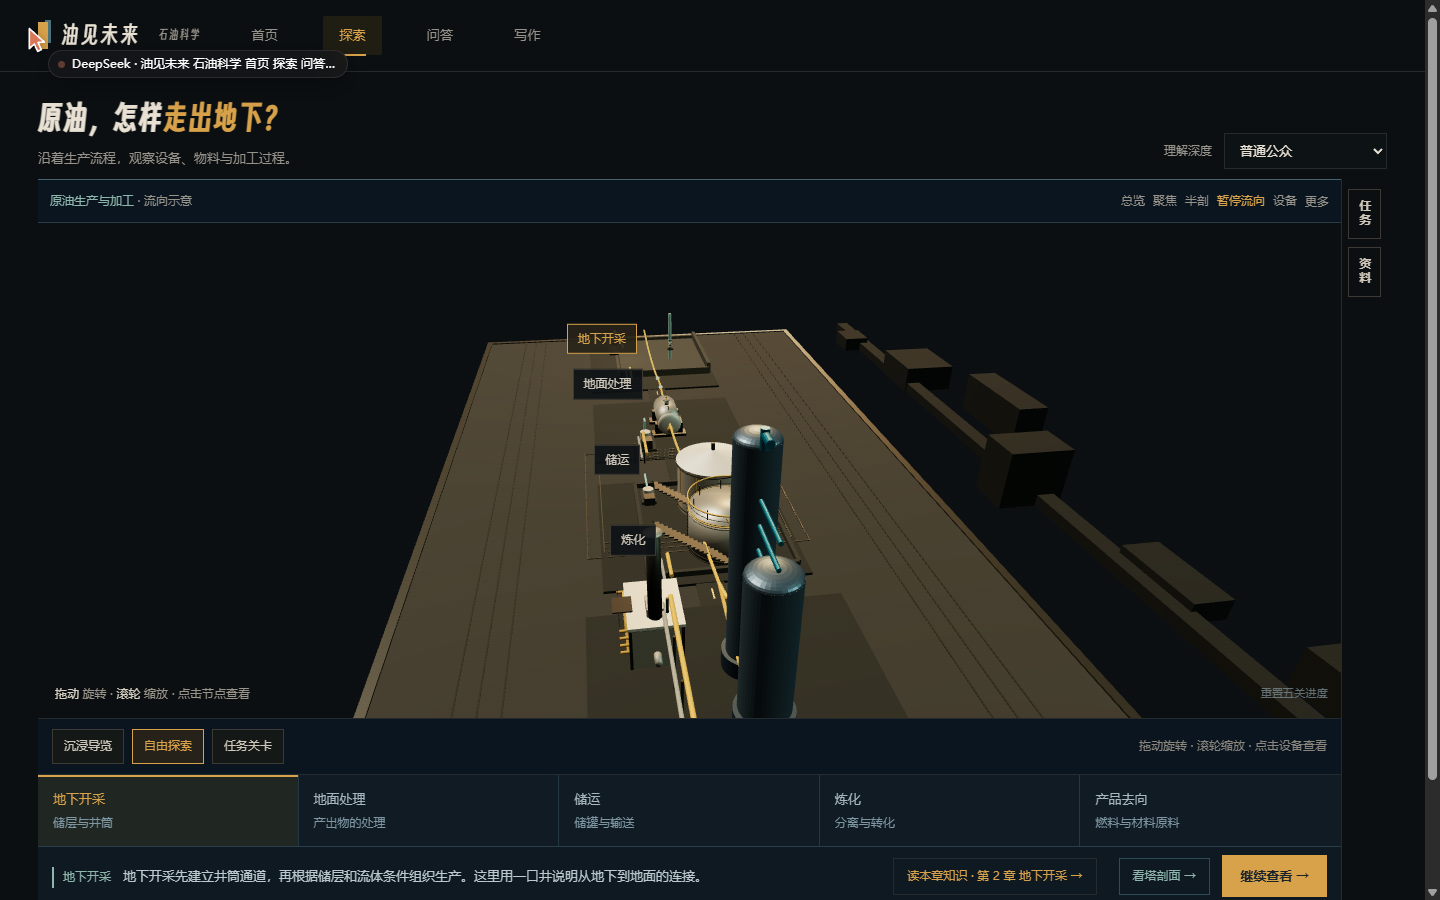 油见未来 石油科学 首页 探索 问答 写作
DeepSeek · 油见未来 石油科学 首页 探索 问答...
原油，怎样走出地下？
沿着生产流程，观察设备、物料与加工过程。
理解深度 普通公众
原油生产与加工 · 流向示意
总览 聚焦 半剖 暂停流向 设备 更多
任务
资料
地下开采
地面处理
储运
炼化
拖动 旋转 · 滚轮 缩放 · 点击节点查看
重置五关进度
沉浸导览 自由探索 任务关卡
拖动旋转 · 滚轮缩放 · 点击设备查看
地下开采
储层与井筒
地面处理
产出物的处理
储运
储罐与输送
炼化
分离与转化
产品去向
燃料与材料原料
地下开采 地下开采先建立井筒通道，再根据储层和流体条件组织生产。这里用一口井说明从地下到地面的连接。
读本章知识 · 第 2 章 地下开采 →
看塔剖面 →
继续查看 →